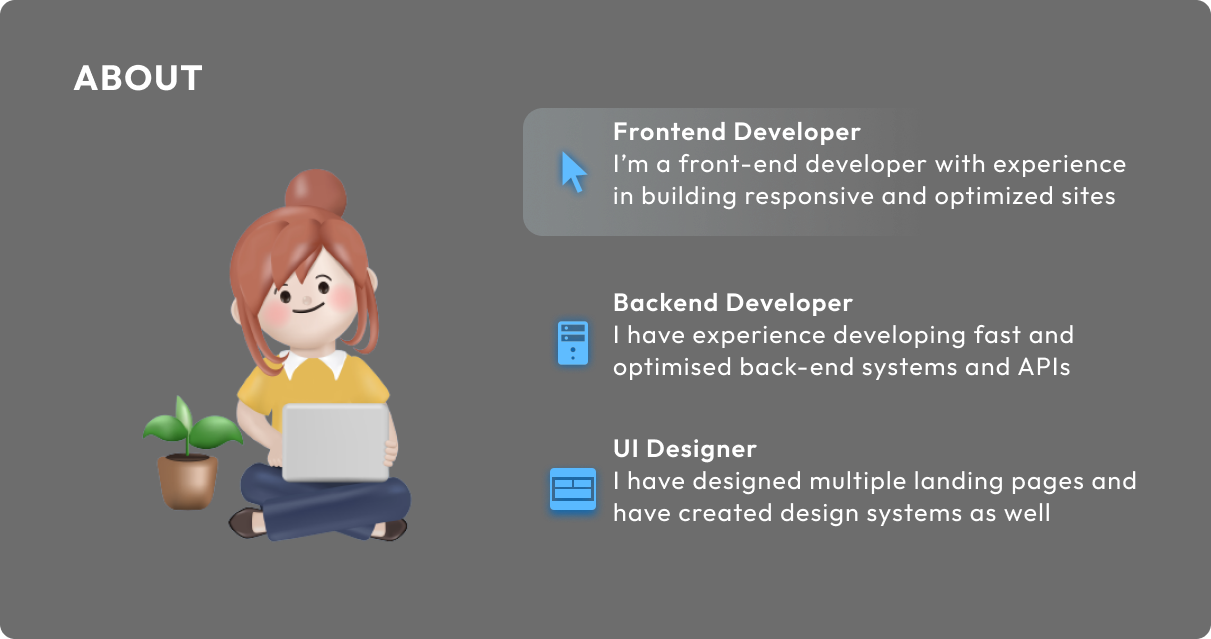 ABOUT
Frontend Developer
I’m a front-end developer with experience
in building responsive and optimized sites
Backend Developer
I have experience developing fast and
optimised back-end systems and APIs
UI Designer
I have designed multiple landing pages and
have created design systems as well